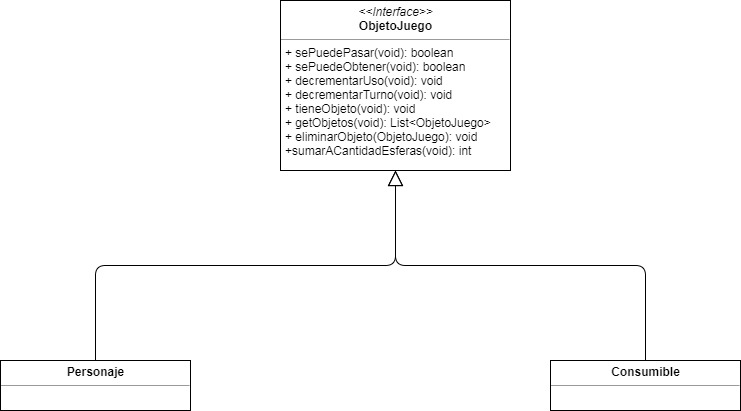 <<Interface>>
ObjetoJuego
+ sePuedePasar(void): boolean
+ sePuedeObtener(void): boolean
+ decrementarUso(void): void
+ decrementarTurno(void): void
+ tieneObjeto(void): void
+ getObjetos(void): List<ObjetoJuego>
+ eliminarObjeto(ObjetoJuego): void
+sumarACantidadEsferas(void): int
Personaje
Consumible